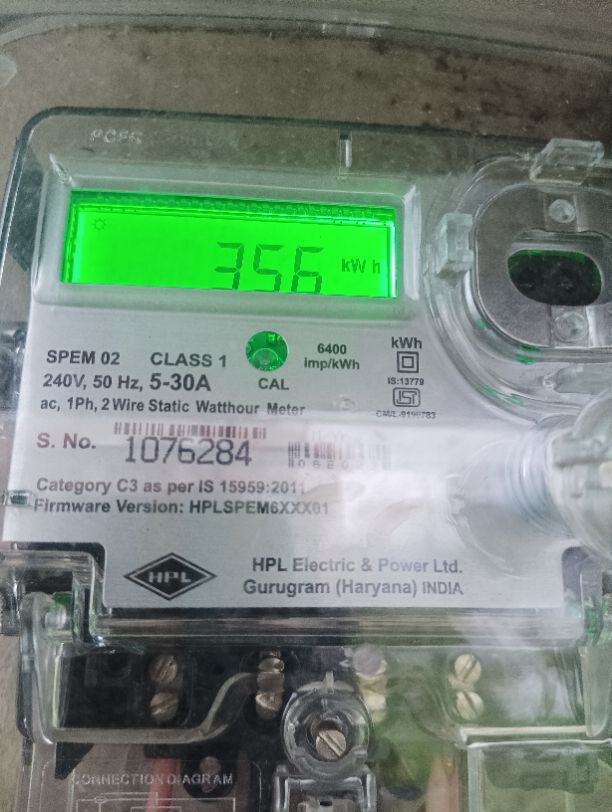 356 kWh
SPEM 02 CLASS 1
6400 imp/kWh
kWh
240V, 50 Hz, 5-30A
CAL
IS:13779
ac, 1Ph, 2 Wire Static Watthour Meter
S. No. 1076284
Category C3 as per IS 15959:2011
Firmware Version: HPLSPEM6XXX01
HPL
HPL Electric & Power Ltd.
Gurugram (Haryana) INDIA
CONNECTION DIAGRAM